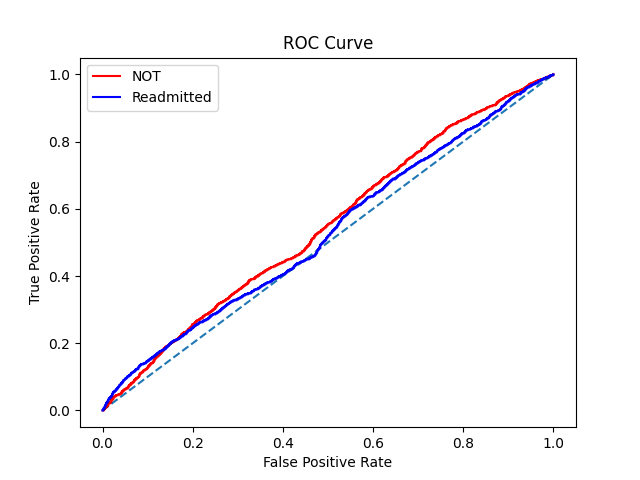 ROC Curve
NOT
Readmitted
True Positive Rate
1.0
0.8
0.6
0.4
0.2
0.0
0.0 0.2 0.4 0.6 0.8 1.0
False Positive Rate